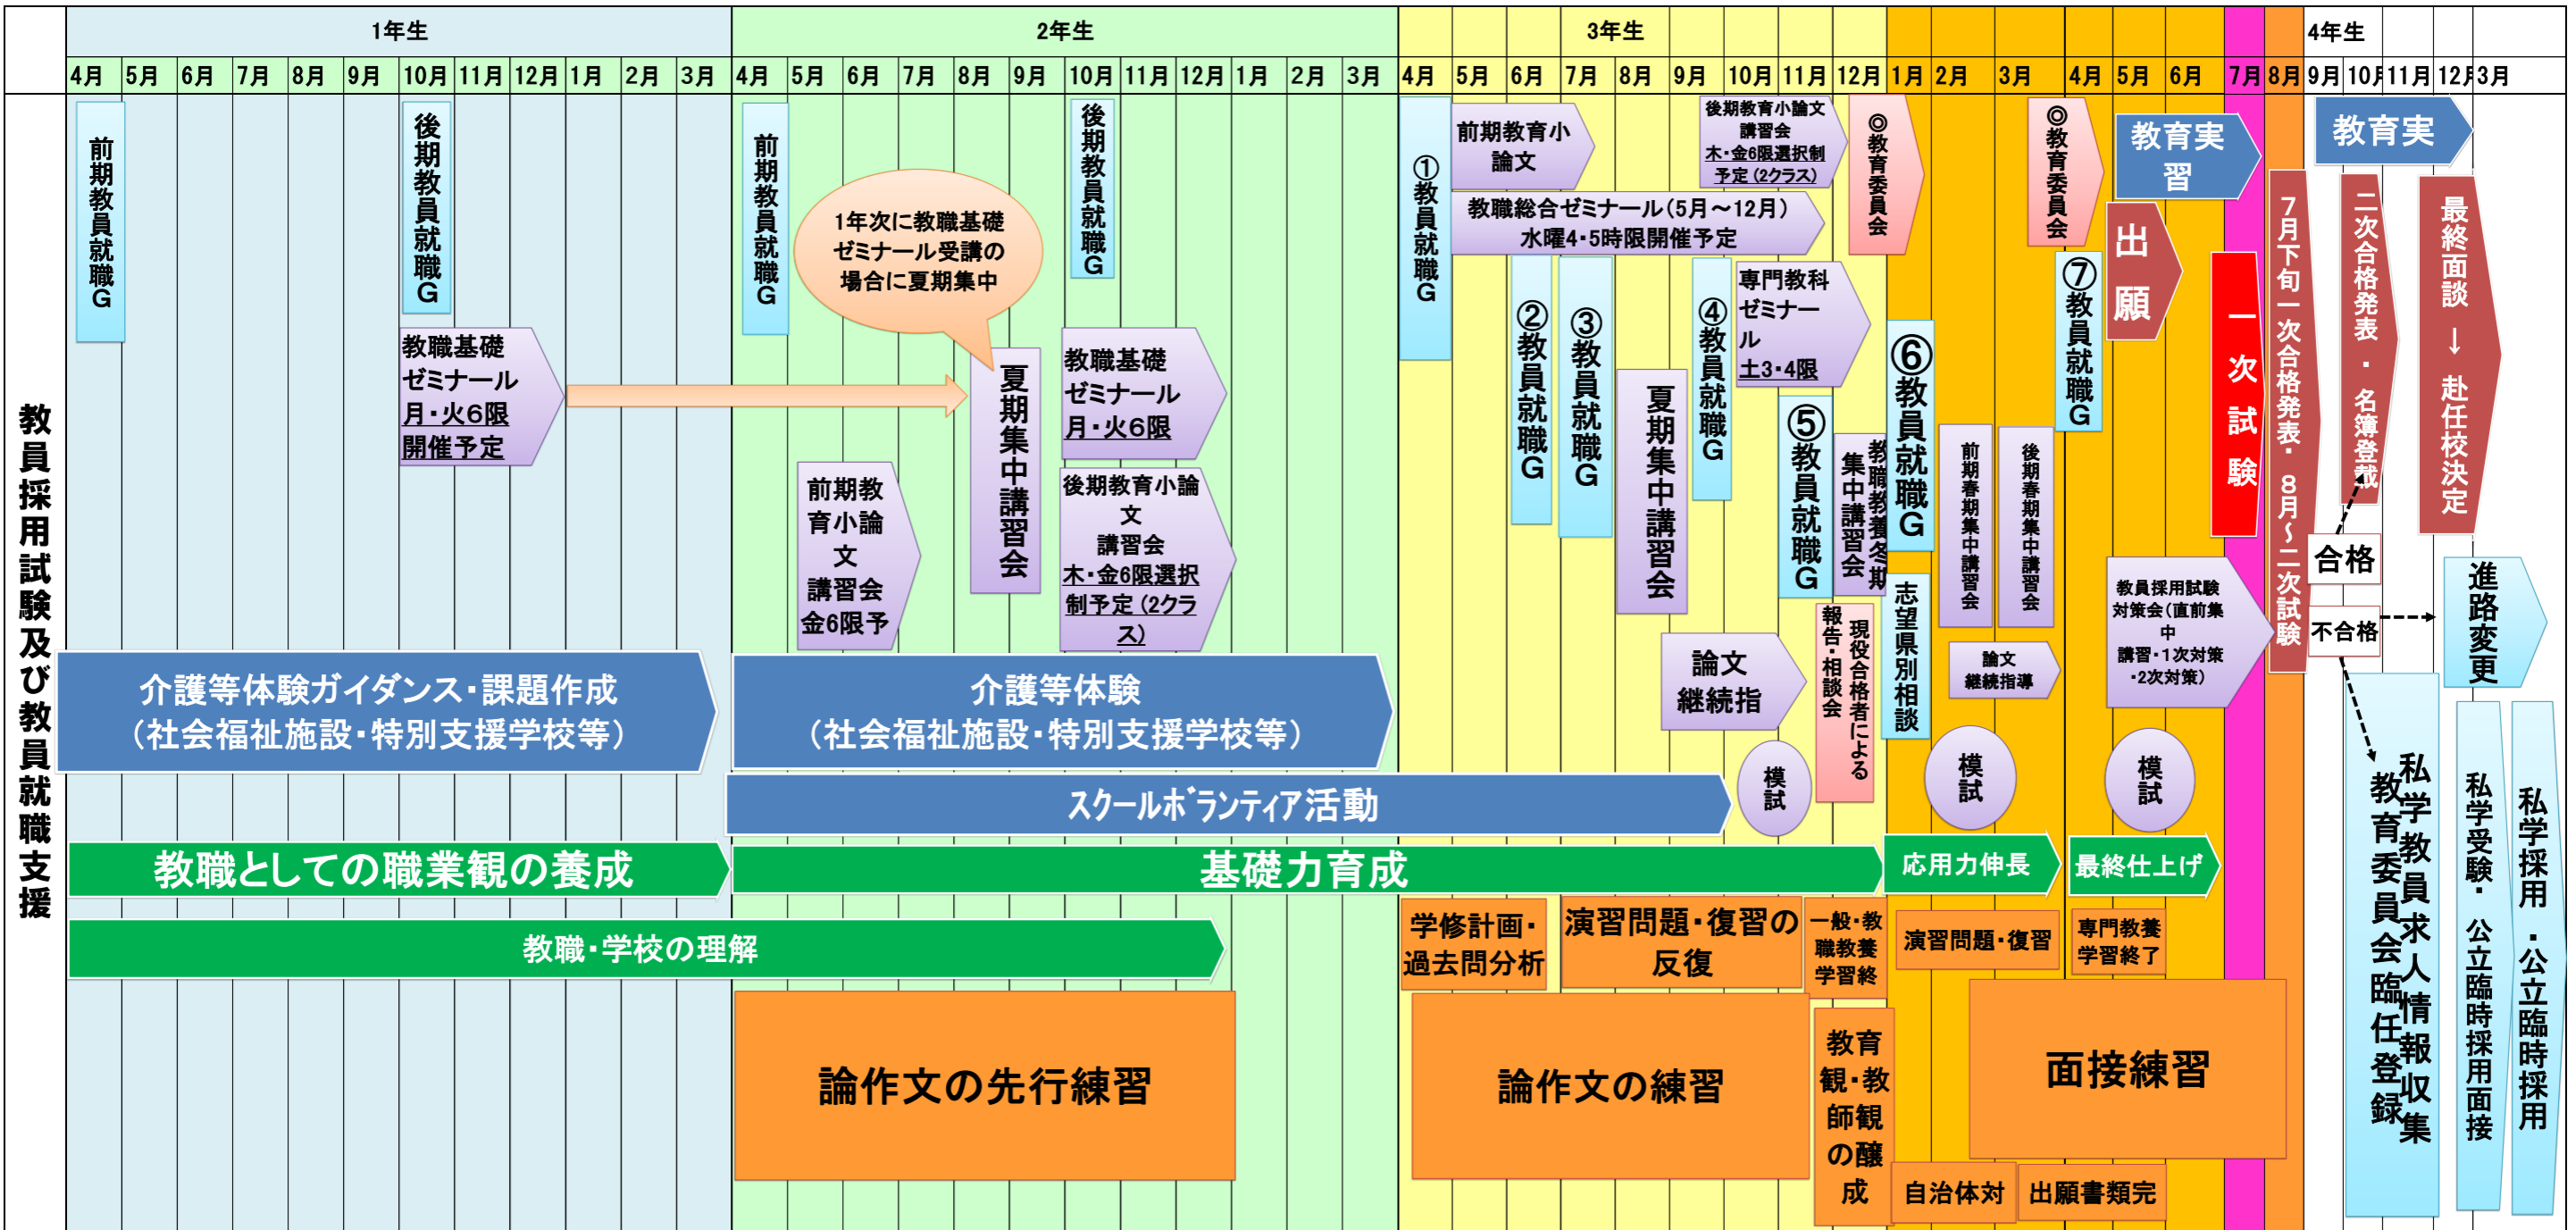 1年生
2年生
3年生
4年生
4月
5月
6月
7月
8月
9月
10月
11月
12月
1月
2月
3月
4月
5月
6月
7月
8月
9月
10月
11月
12月
1月
2月
3月
4月
5月
6月
7月
8月
9月
10月
11月
12月
1月
2月
3月
4月
5月
6月
7月
8月
9月
10月
11月
12月
3月
教員採用試験及び教員就職支援
前期教員就職G
後期教員就職G
教職基礎
ゼミナール
月・火6限
開催予定
介護等体験ガイダンス・課題作成
（社会福祉施設・特別支援学校等）
教職としての職業観の養成
教職・学校の理解
前期教員就職G
1年次に教職基礎
ゼミナール受講の
場合に夏期集中
後期教員就職G
夏期集中講習会
教職基礎
ゼミナール
月・火6限
前期教
育小論
文
講習会
金6限予
後期教育小論
文
講習会
木・金6限選択
制予定（2クラ
ス）
介護等体験
（社会福祉施設・特別支援学校等）
スクールボランティア活動
基礎力育成
論作文の先行練習
①教員就職G
前期教育小
論文
後期教育小論文
講習会
木・金6限選択制
予定（2クラス）
◎教育委員会
教職総合ゼミナール（5月～12月）
水曜4・5時限開催予定
②教員就職G
③教員就職G
夏期集中講習会
④教員就職G
専門教科
ゼミナー
ル
土3・4限
⑤教員就職G
教職教養冬期
集中講習会
論文
継続指
模試
現役合格者による
報告・相談会
学修計画・
過去問分析
演習問題・復習の
反復
一般・教
職教養
学習終
論作文の練習
教育
観・教
師観
の醸
成
⑥教員就職G
志望県別相談
前期春期集中講習会
後期春期集中講習会
論文
継続指導
模試
応用力伸長
演習問題・復習
自治体対
◎教育委員会
⑦教員就職G
教育実
習
出願
教員採用試験
対策会（直前集
中
講習・1次対策
・2次対策）
模試
最終仕上げ
専門教養
学習終了
面接練習
出願書類完
一次試験
7月下旬一次合格発表・8月～二次試験
教育実
二次合格発表・名簿登載
最終面談→赴任校決定
合格
不合格
進路変更
私学教員求人情報収集
教育委員会臨任登録
私学受験・公立臨時採用面接
私学採用・公立臨時採用